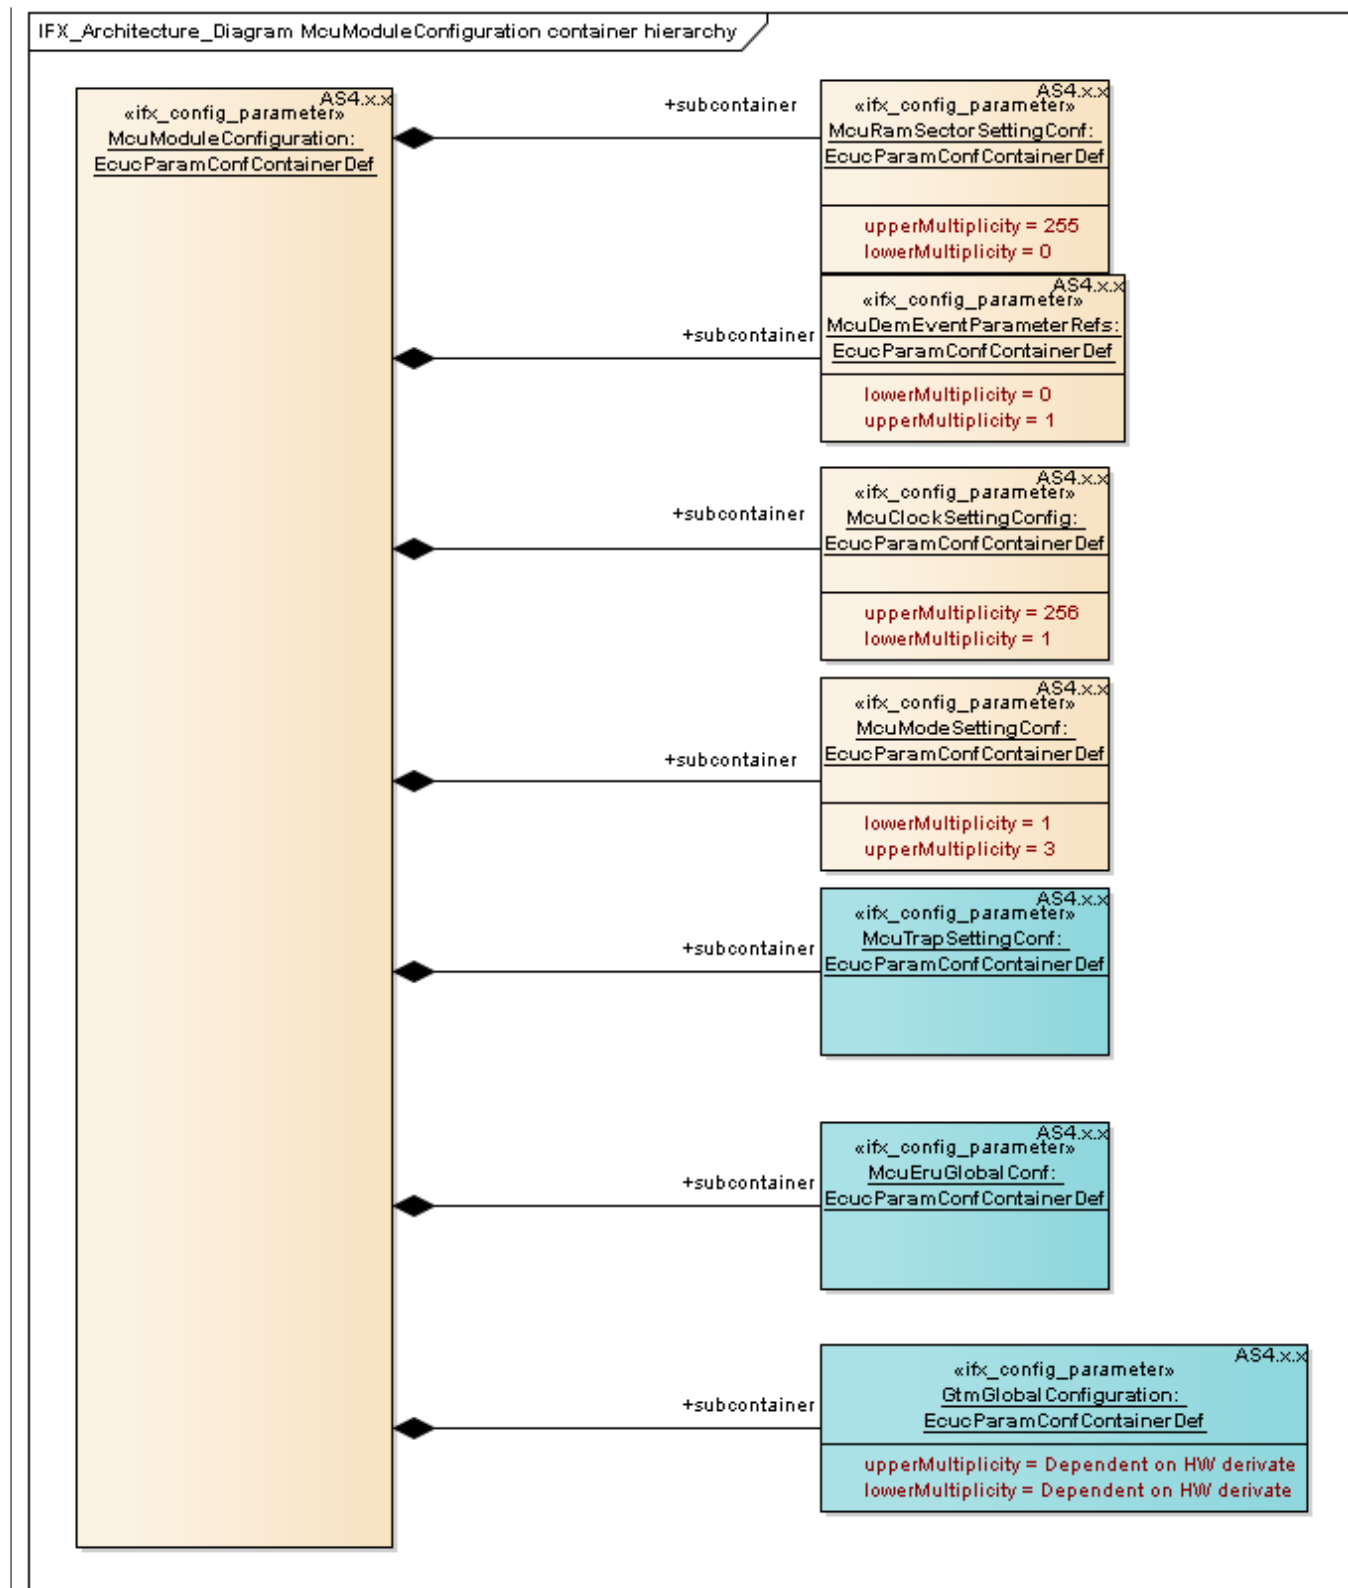 IFX_Architecture_Diagram McuModuleConfiguration container hierarchy
AS4.x.x
«ifx_config_parameter»
McuModuleConfiguration:
EcucParamConfContainerDef
+subcontainer
AS4.x.x
«ifx_config_parameter»
McuRamSectorSettingConf:
EcucParamConfContainerDef
upperMultiplicity = 255
lowerMultiplicity = 0
+subcontainer
AS4.x.x
«ifx_config_parameter»
McuDemEventParameterRefs:
EcucParamConfContainerDef
lowerMultiplicity = 0
upperMultiplicity = 1
+subcontainer
AS4.x.x
«ifx_config_parameter»
McuClockSettingConfig:
EcucParamConfContainerDef
upperMultiplicity = 256
lowerMultiplicity = 1
+subcontainer
AS4.x.x
«ifx_config_parameter»
McuModeSettingConf:
EcucParamConfContainerDef
lowerMultiplicity = 1
upperMultiplicity = 3
+subcontainer
AS4.x.x
«ifx_config_parameter»
McuTrapSettingConf:
EcucParamConfContainerDef
+subcontainer
AS4.x.x
«ifx_config_parameter»
McuEruGlobalConf:
EcucParamConfContainerDef
+subcontainer
AS4.x.x
«ifx_config_parameter»
GtmGlobalConfiguration:
EcucParamConfContainerDef
upperMultiplicity = Dependent on HW derivate
lowerMultiplicity = Dependent on HW derivate